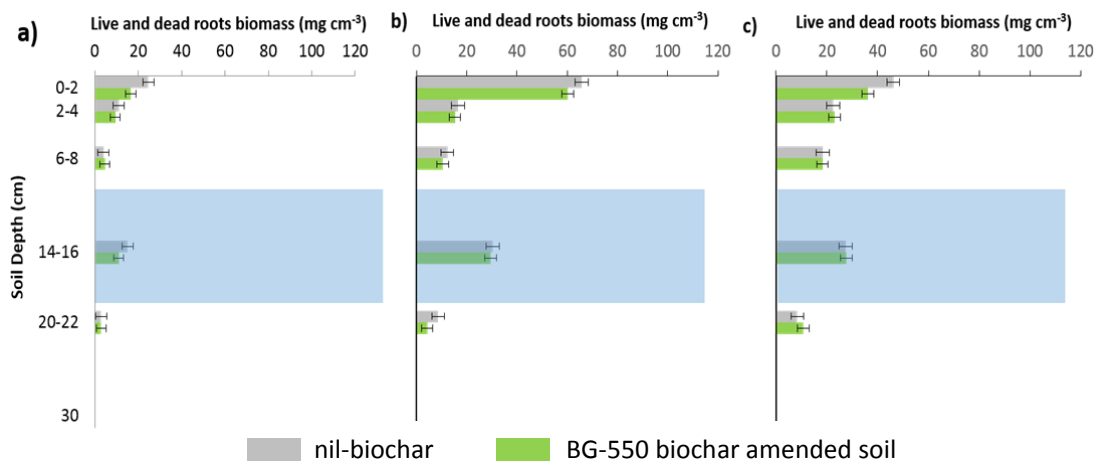 a)
Live and dead roots biomass (mg cm⁻³)
0 20 40 60 80 100 120
b)
Live and dead roots biomass (mg cm⁻³)
0 20 40 60 80 100 120
c)
Live and dead roots biomass (mg cm⁻³)
0 20 40 60 80 100 120
Soil Depth (cm)
0-2
2-4
6-8
14-16
20-22
30
nil-biochar
BG-550 biochar amended soil